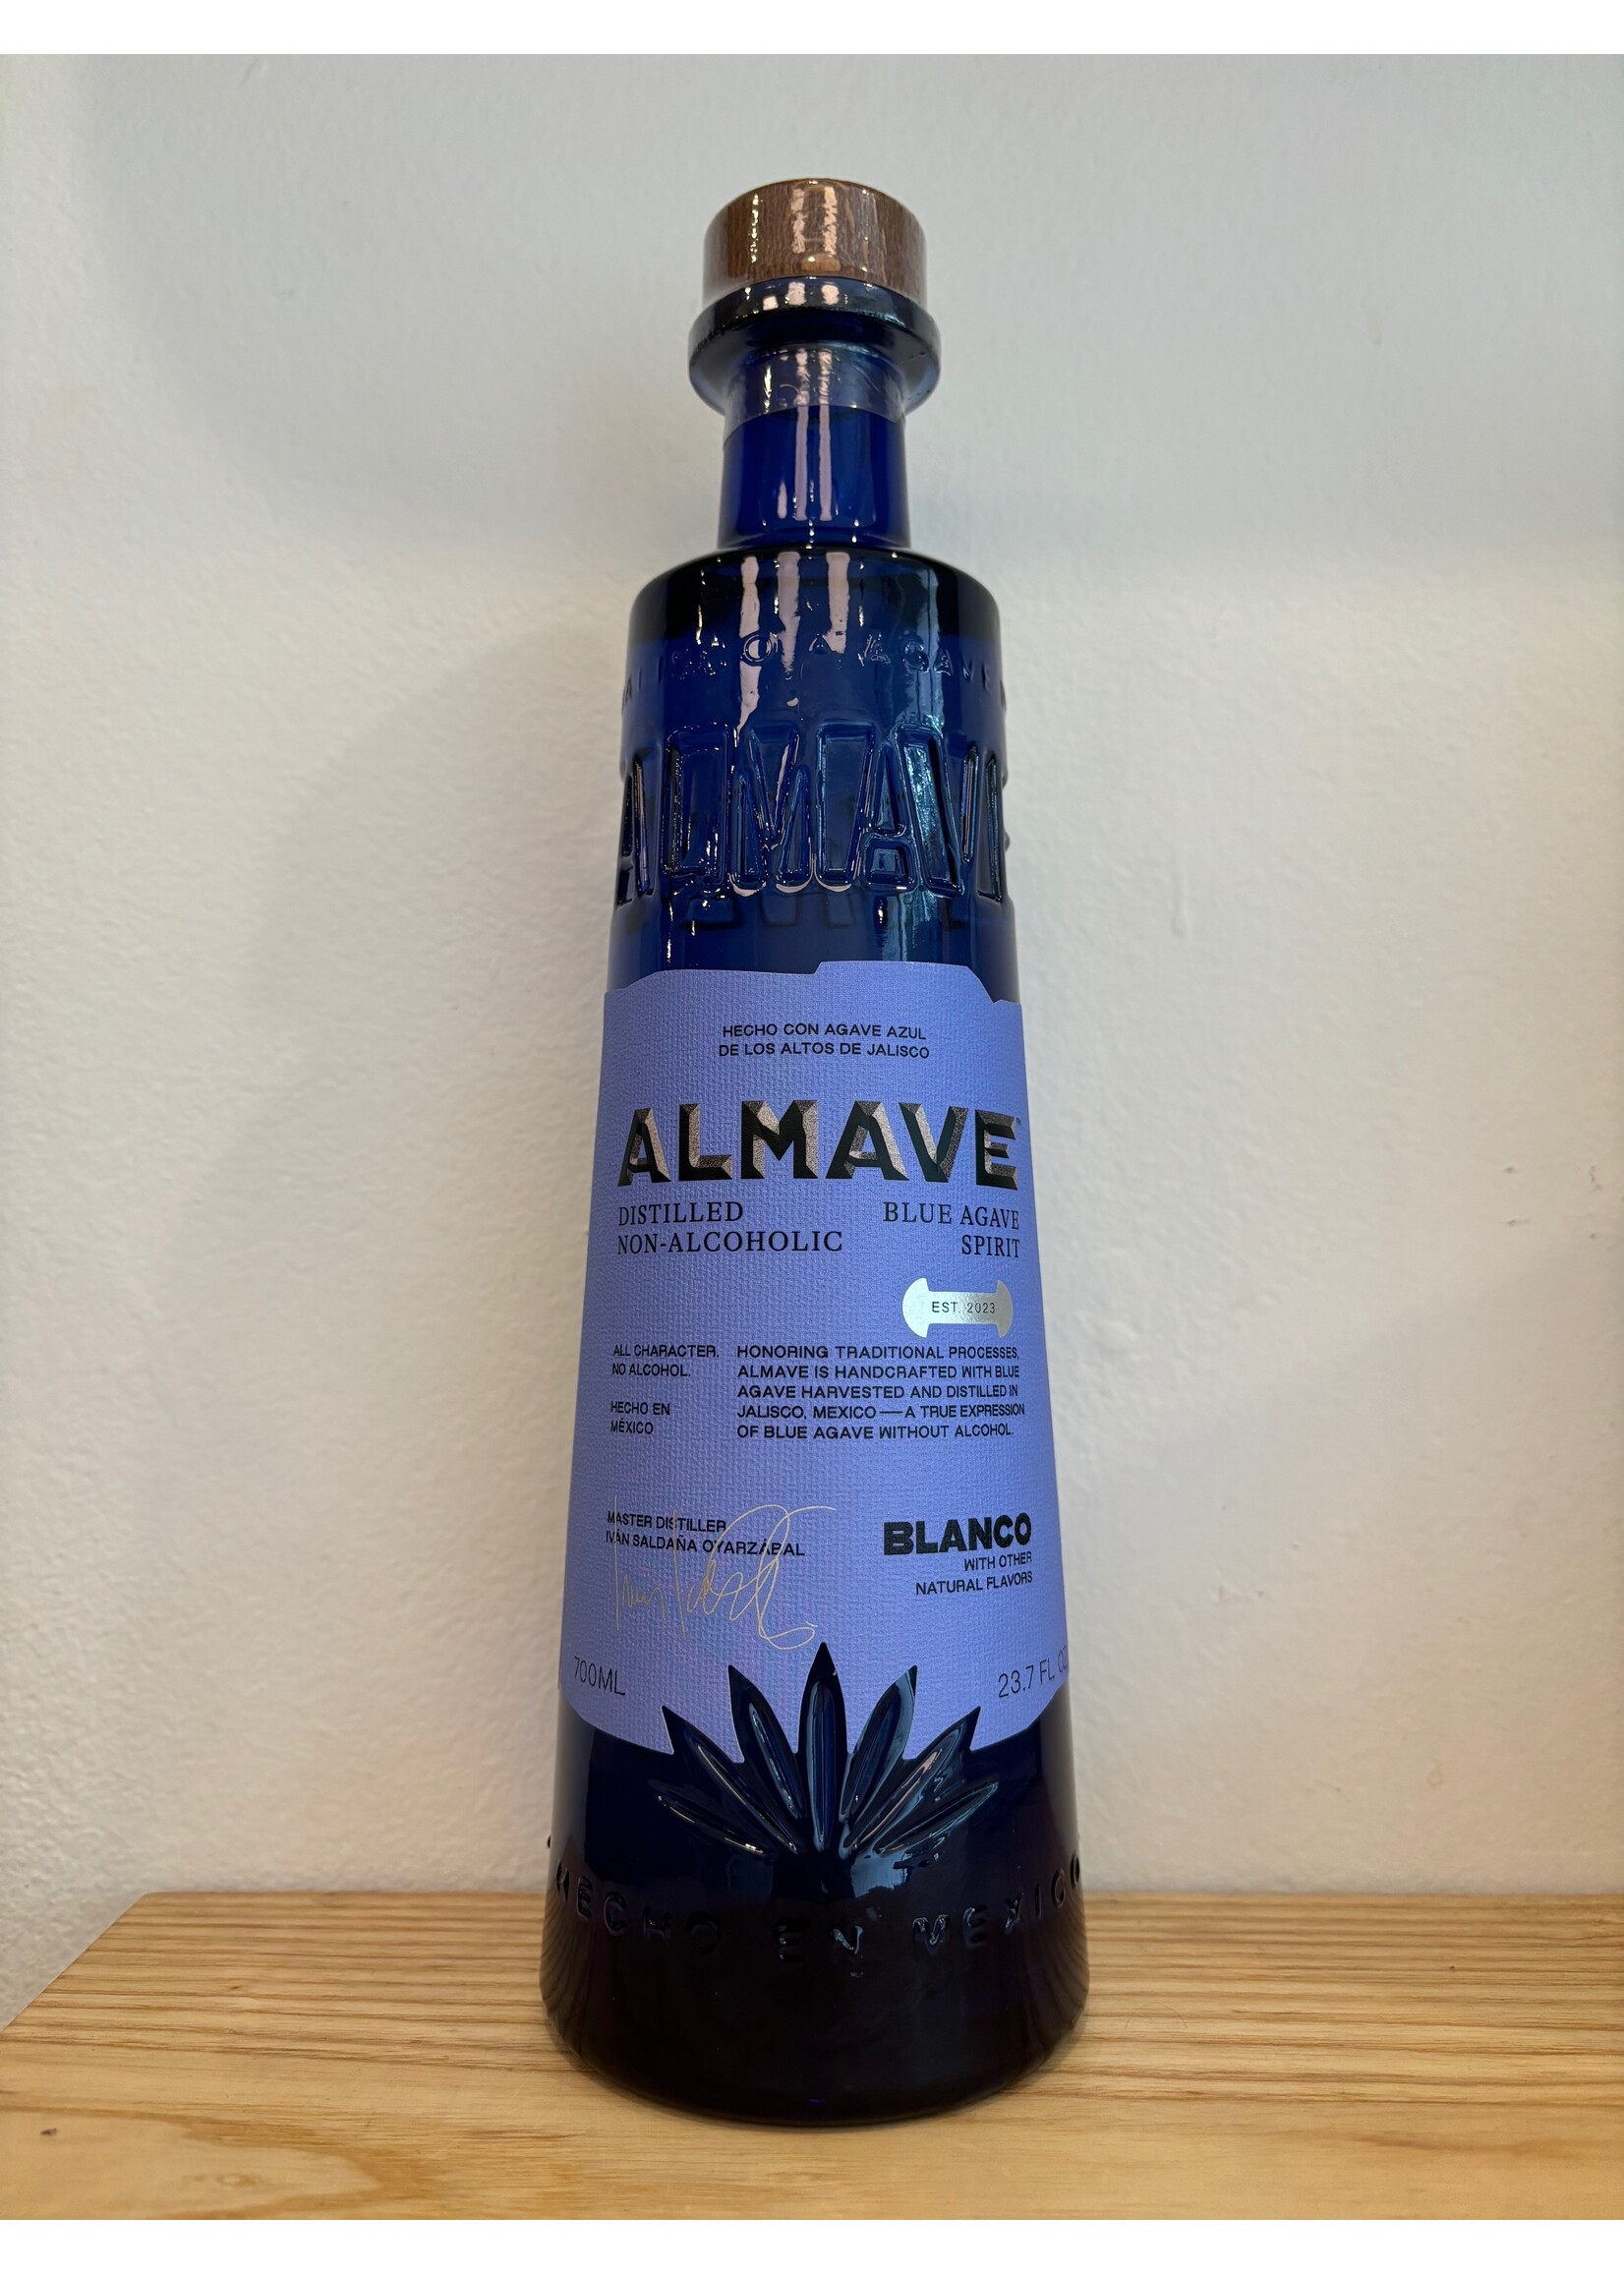 ALMAVE
HECHO CON AGAVE AZUL
DE LOS ALTOS DE JALISCO
ALMAVE™
DISTILLED
NON-ALCOHOLIC
BLUE AGAVE
SPIRIT
EST. 2023
ALL CHARACTER.
NO ALCOHOL.
HECHO EN
MÉXICO
HONORING TRADITIONAL PROCESSES,
ALMAVE IS HANDCRAFTED WITH BLUE
AGAVE HARVESTED AND DISTILLED IN
JALISCO, MEXICO — A TRUE EXPRESSION
OF BLUE AGAVE WITHOUT ALCOHOL.
MASTER DISTILLER
IVÁN SALDAÑA OYARZÁBAL
BLANCO
WITH OTHER
NATURAL FLAVORS
700ML
23.7 FL OZ
HECHO EN MEXICO